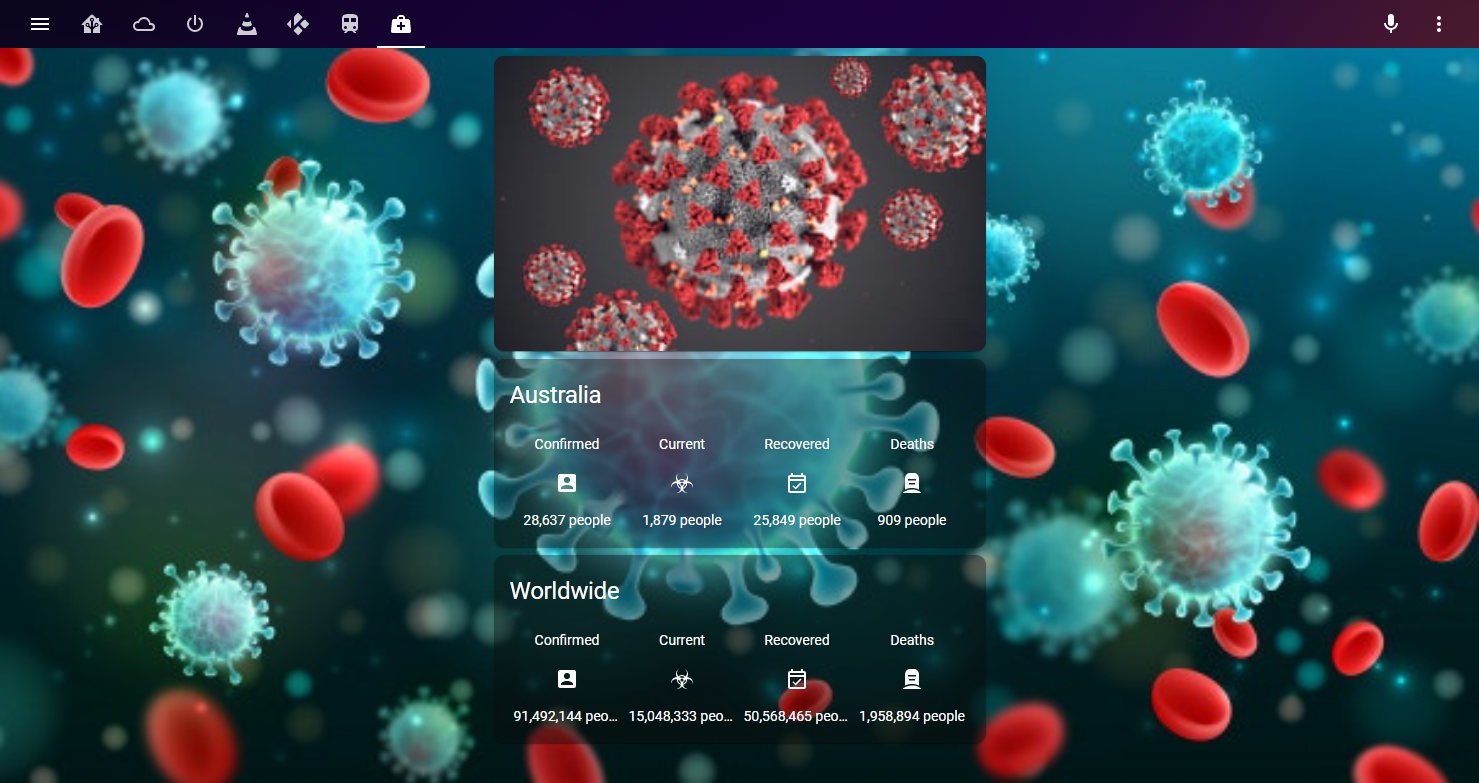 Australia
Confirmed Current Recovered Deaths
28,637 people 1,879 people 25,849 people 909 people
Worldwide
Confirmed Current Recovered Deaths
91,492,144 peo... 15,048,333 peo... 50,568,465 peo... 1,958,894 people